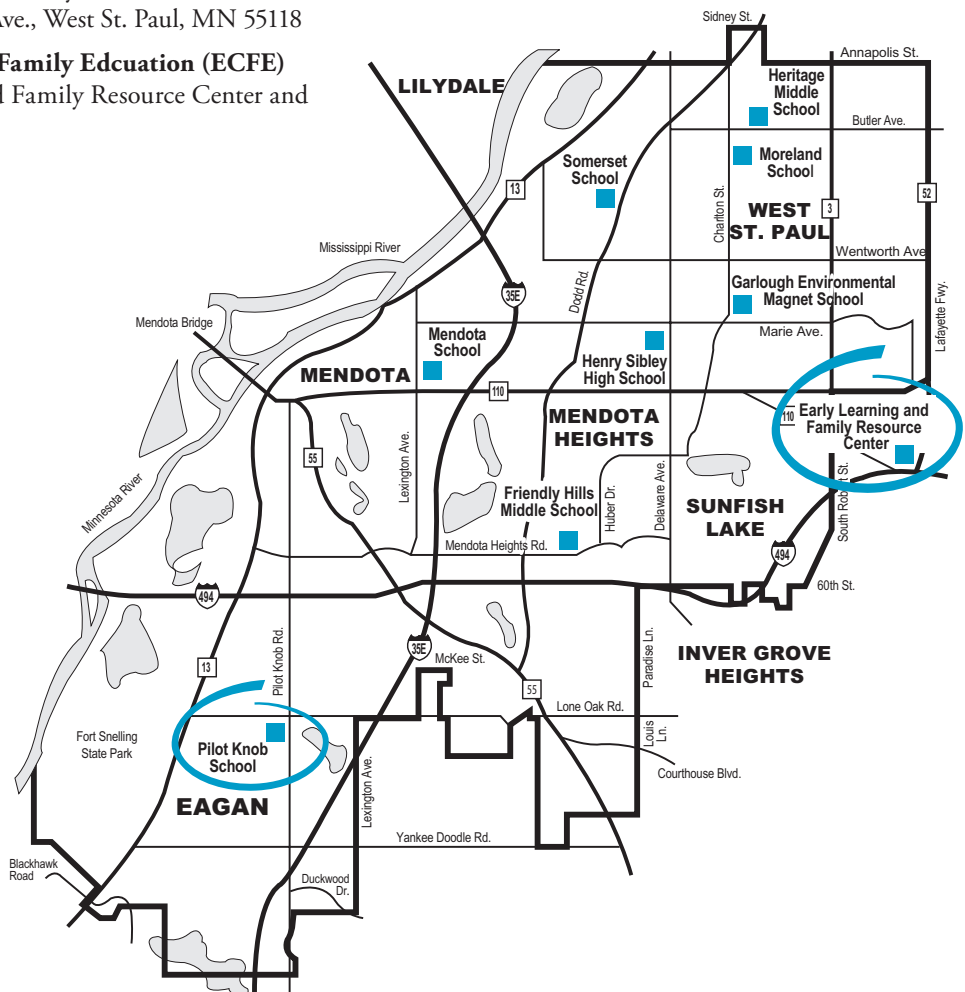 Ave., West St. Paul, MN 55118
Family Edcuation (ECFE)
d Family Resource Center and
Sidney St.
Annapolis St.
LILYDALE
Heritage
Middle
School
Butler Ave.
Somerset
School
Moreland
School
13
52
Charlton St.
WEST
ST. PAUL
3
Mississippi River
Wentworth Ave
Dodd Rd.
Garlough Environmental
Magnet School
35E
Lafayette Fwy.
Mendota Bridge
Marie Ave.
Mendota
School
Henry Sibley
High School
MENDOTA
110
MENDOTA
HEIGHTS
110
Early Learning and
Family Resource
Center
55
Lexington Ave.
Minnesota River
Friendly Hills
Middle School
Huber Dr.
Delaware Ave.
SUNFISH
LAKE
South Robert St.
Mendota Heights Rd.
494
494
60th St.
35E
McKee St.
Pilot Knob Rd.
Paradise Ln.
INVER GROVE
HEIGHTS
13
55
Lone Oak Rd.
Louis
Ln.
Fort Snelling
State Park
Pilot Knob
School
Courthouse Blvd.
EAGAN
Lexington Ave.
Yankee Doodle Rd.
Blackhawk
Road
Duckwood
Dr.